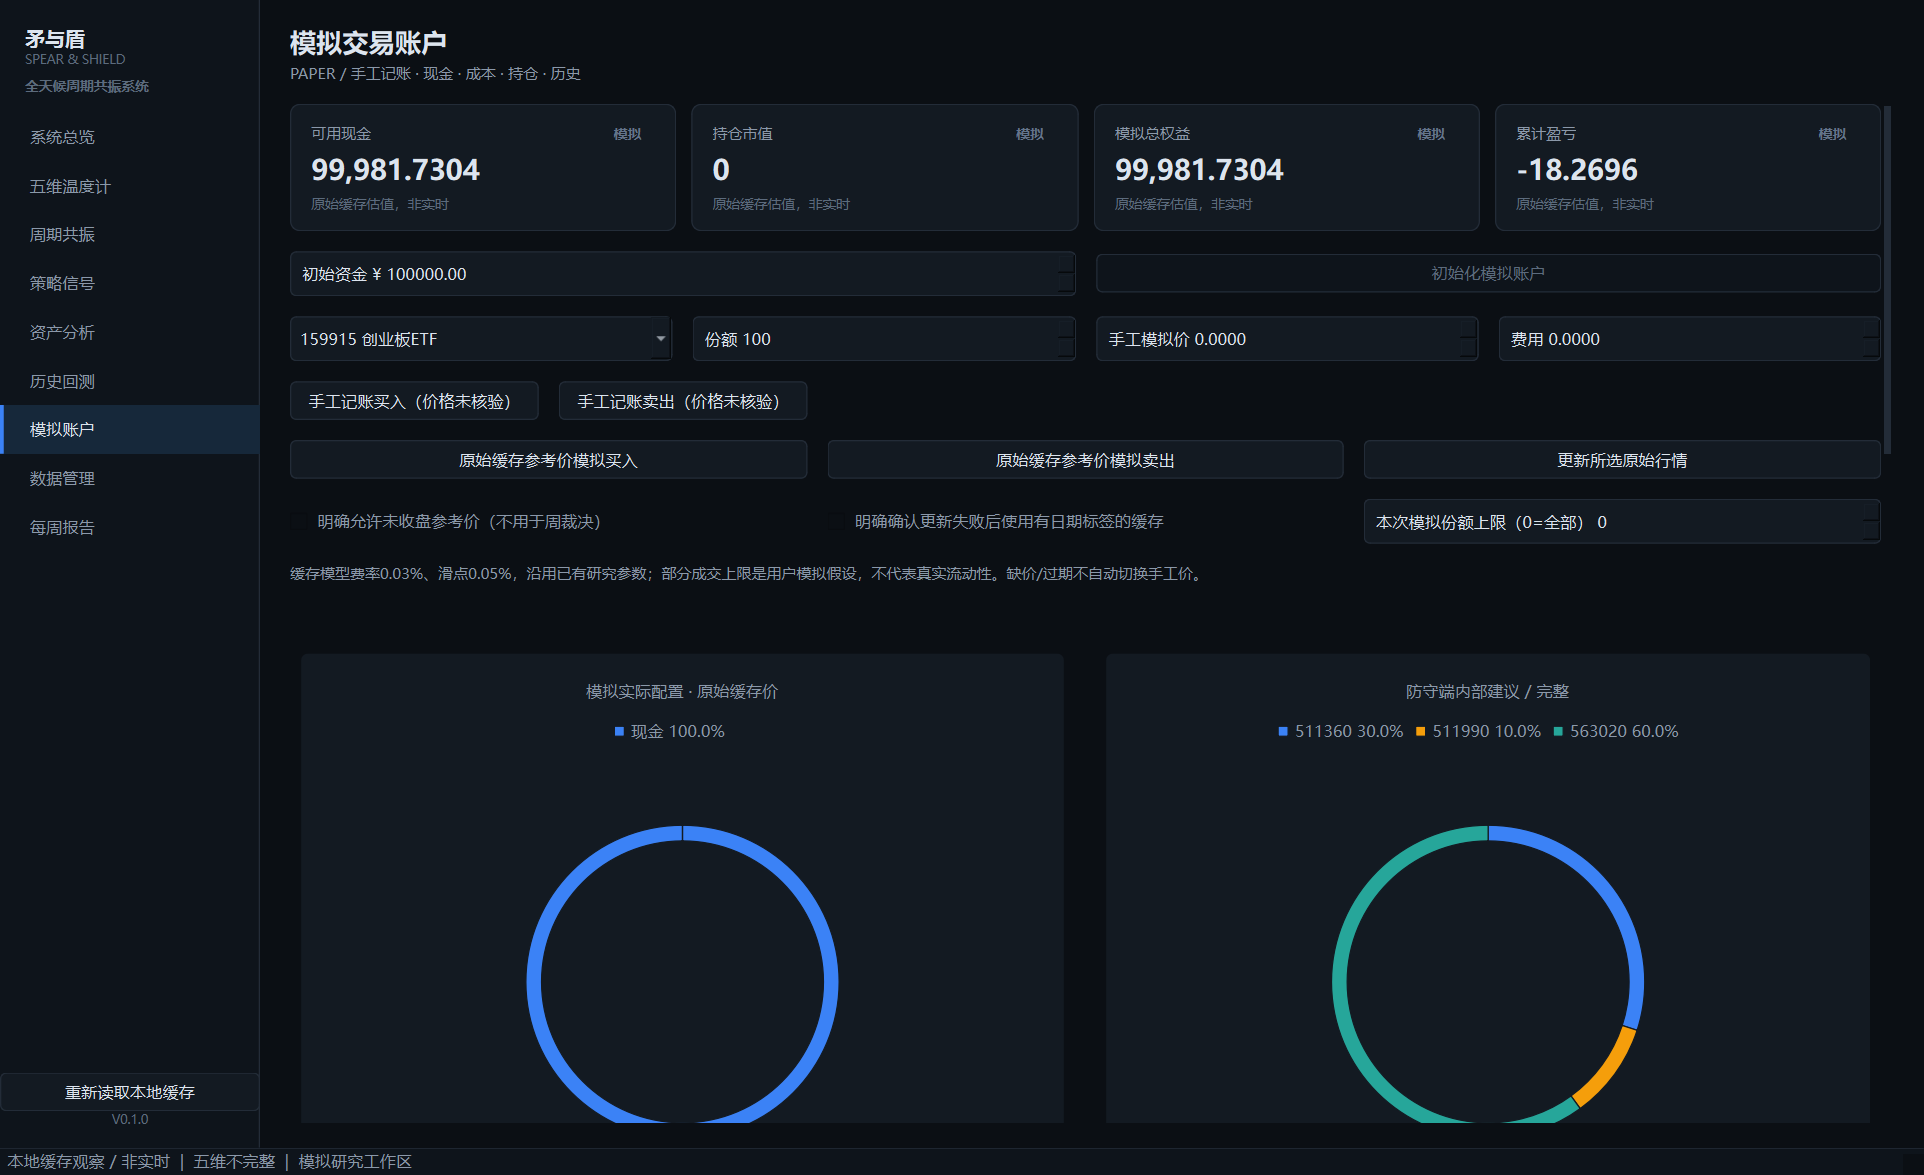 矛与盾
SPEAR & SHIELD
全天候周期共振系统
系统总览
五维温度计
周期共振
策略信号
资产分析
历史回测
模拟账户
数据管理
每周报告
重新读取本地缓存
V0.1.0
模拟交易账户
PAPER / 手工记账 · 现金 · 成本 · 持仓 · 历史
可用现金 模拟
99,981.7304
原始缓存估值，非实时
持仓市值 模拟
0
原始缓存估值，非实时
模拟总权益 模拟
99,981.7304
原始缓存估值，非实时
累计盈亏 模拟
-18.2696
原始缓存估值，非实时
初始资金 ¥ 100000.00 初始化模拟账户
159915 创业板ETF 份额 100 手工模拟价 0.0000 费用 0.0000
手工记账买入（价格未核验） 手工记账卖出（价格未核验）
原始缓存参考价模拟买入 原始缓存参考价模拟卖出 更新所选原始行情
明确允许未收盘参考价（不用于周裁决） 明确确认更新失败后使用有日期标签的缓存 本次模拟份额上限（0=全部） 0
缓存模型费率0.03%、滑点0.05%，沿用已有研究参数；部分成交上限是用户模拟假设，不代表真实流动性。缺价/过期不自动切换手工价。
模拟实际配置 · 原始缓存价
现金 100.0%
防守端内部建议 / 完整
511360 30.0% 511990 10.0% 563020 60.0%
本地缓存观察 / 非实时 | 五维不完整 | 模拟研究工作区